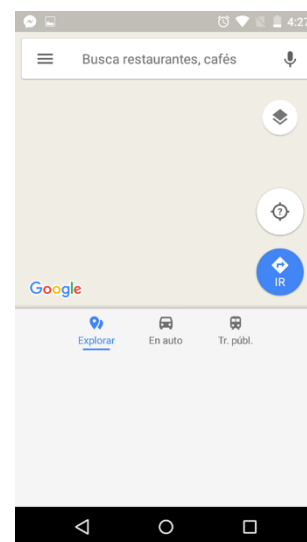 4:27
Busca restaurantes, cafés
?
IR
Google
Explorar
En auto
Tr. públ.